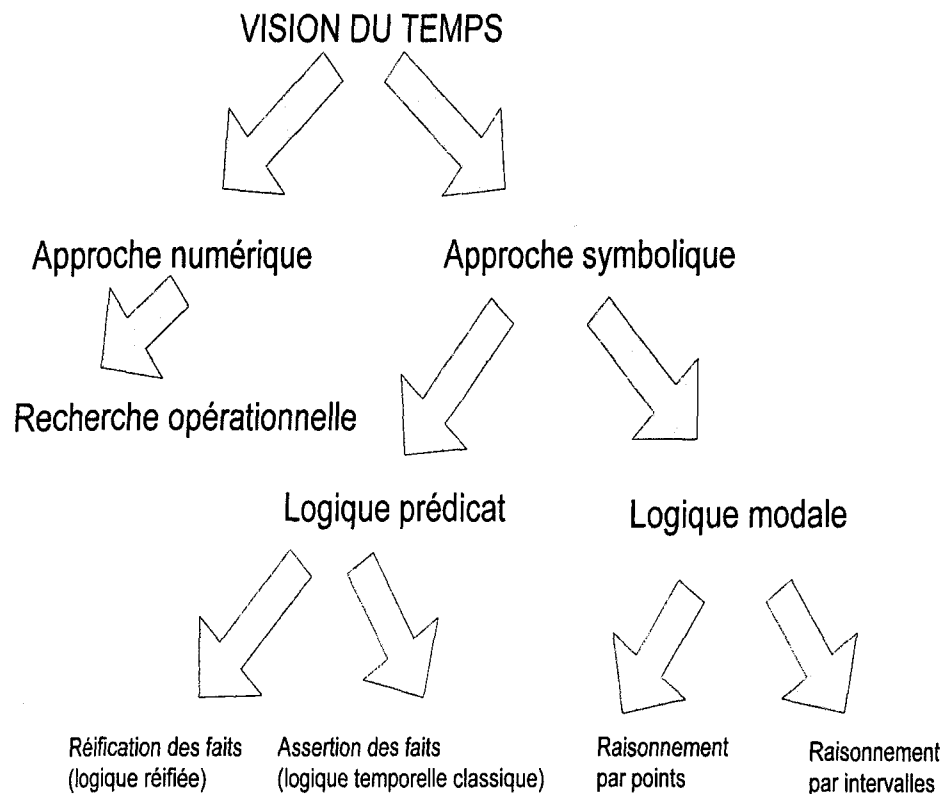 VISION DU TEMPS
Approche numérique
Approche symbolique
Recherche opérationnelle
Logique prédicat
Logique modale
Réification des faits
(logique réifiée)
Assertion des faits
(logique temporelle classique)
Raisonnement
par points
Raisonnement
par intervalles